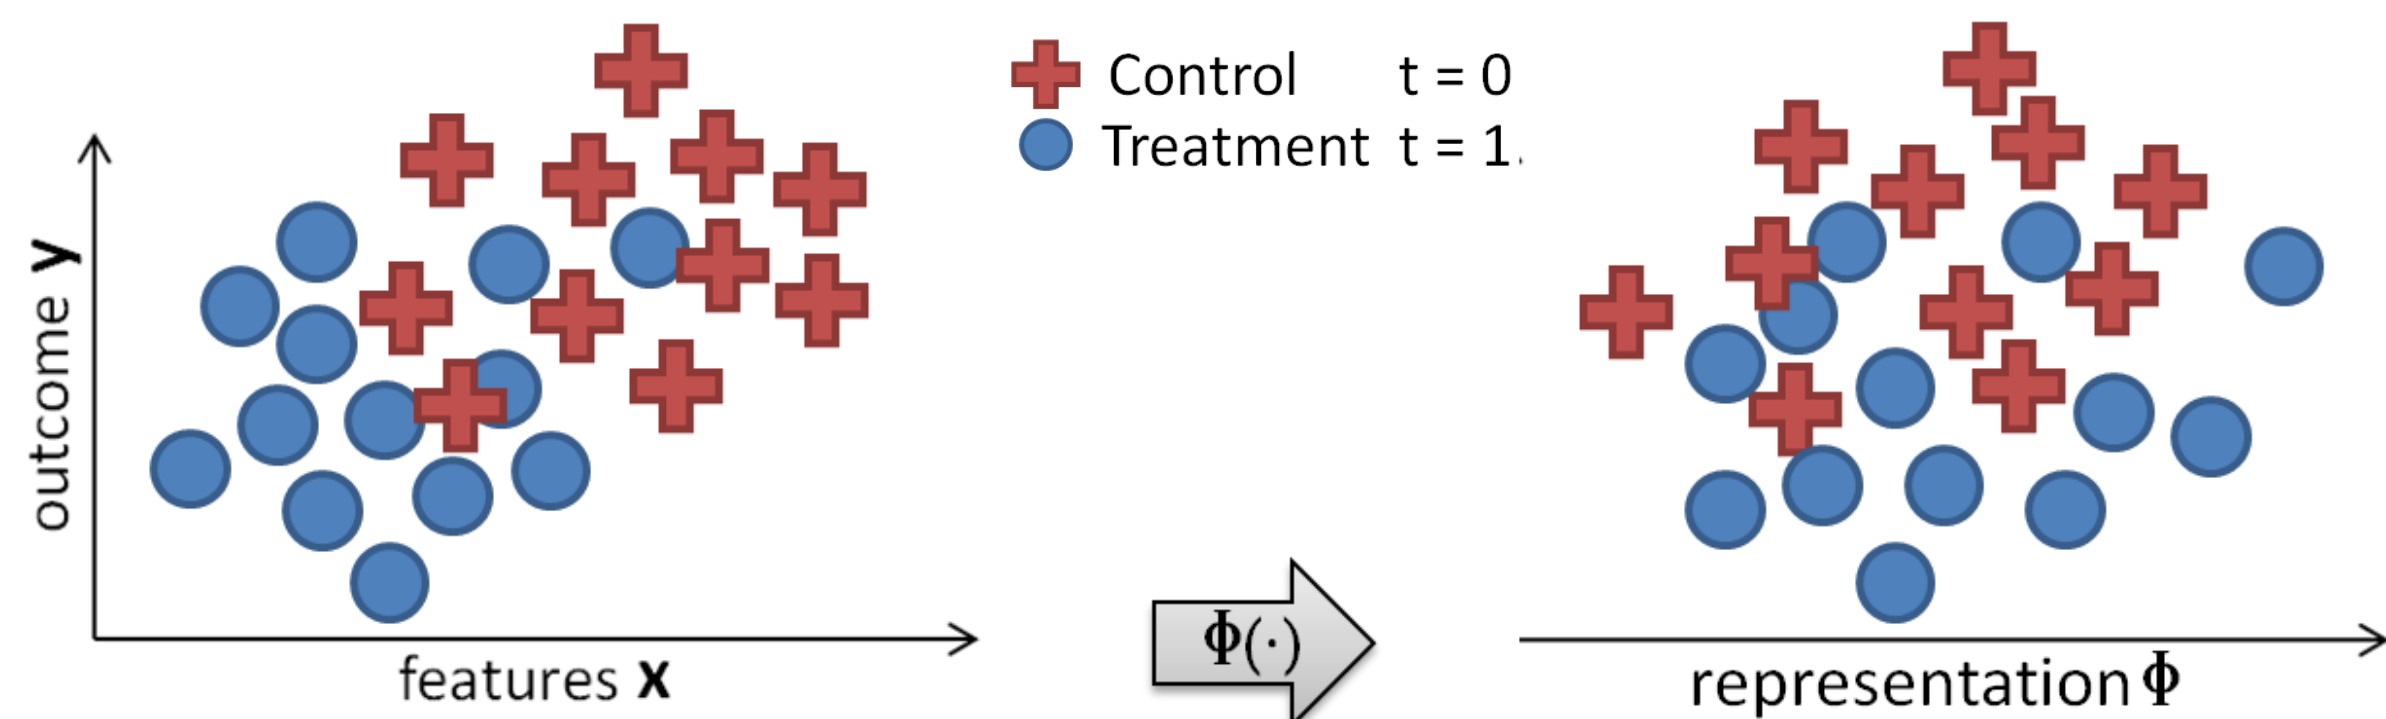 Control t = 0
Treatment t = 1.
outcome y
features x
Φ(·)
representation Φ